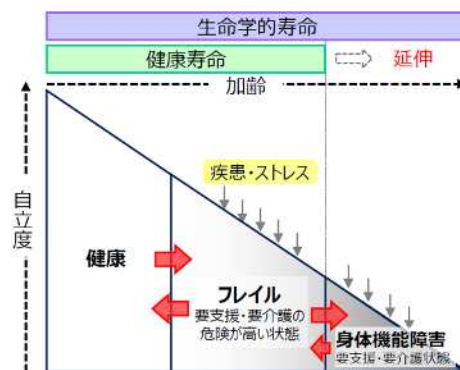 生命学的寿命
健康寿命
延伸
加齢
自立度
疾患・ストレス
健康
フレイル
要支援・要介護の
危険が高い状態
身体機能障害
要支援・要介護状態